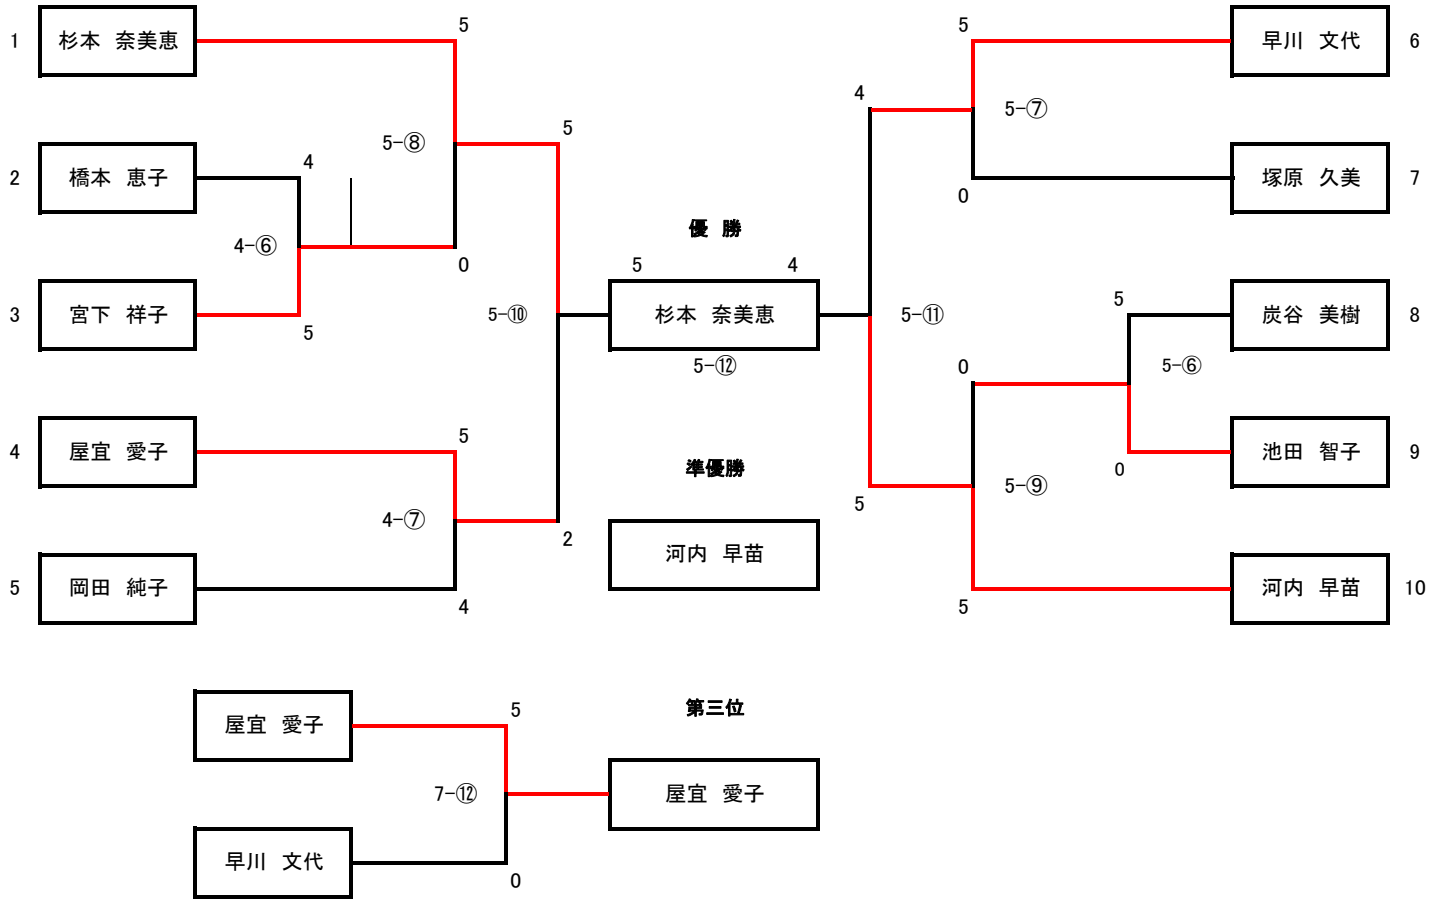 5
5
1
杉本 奈美恵
早川 文代
6
4
5-⑦
5-⑧
5
2
橋本 恵子
4
塚原 久美
7
0
優 勝
4-⑥
0
5
4
5
3
宮下 祥子
5
5-⑩
杉本 奈美恵
5-⑪
炭谷 美樹
8
5-⑫
0
5-⑥
4
屋宜 愛子
5
準優勝
池田 智子
9
0
5-⑨
5
4-⑦
2
河内 早苗
5
岡田 純子
4
5
河内 早苗
10
屋宜 愛子
5
第三位
7-⑫
屋宜 愛子
早川 文代
0